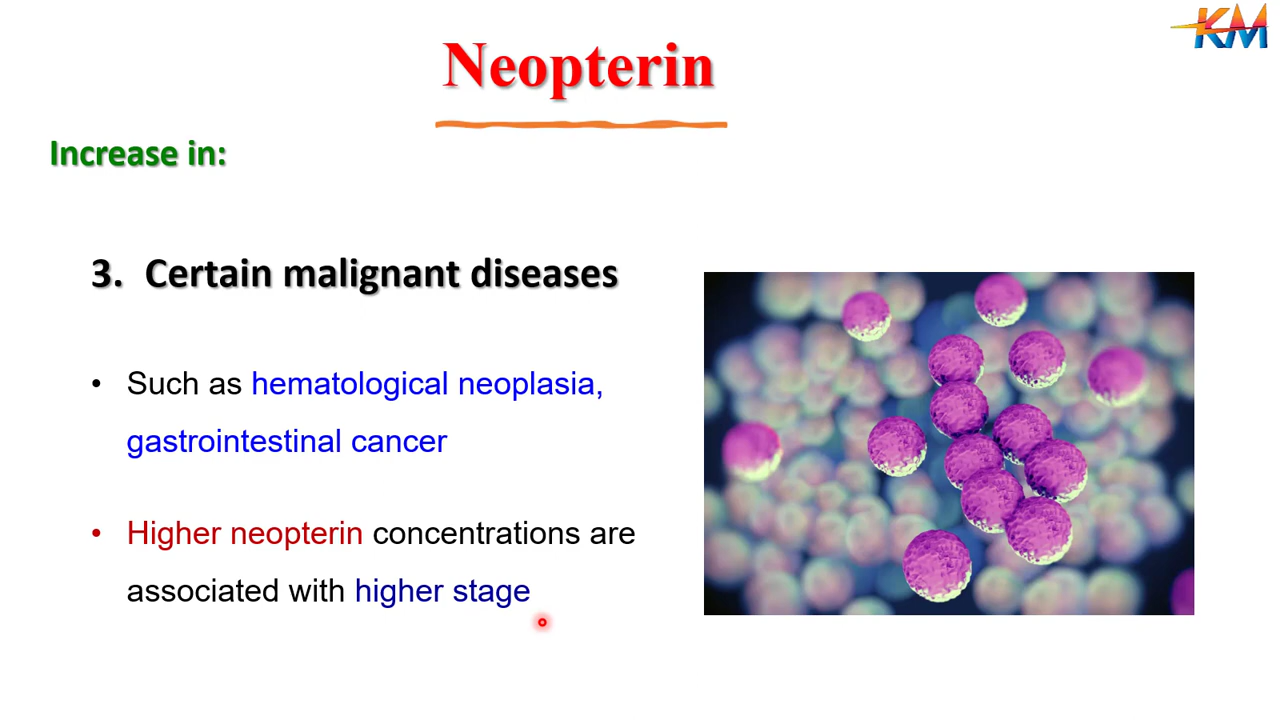 KM
Neopterin
Increase in:
3. Certain malignant diseases
• Such as hematological neoplasia,
gastrointestinal cancer
• Higher neopterin concentrations are
associated with higher stage